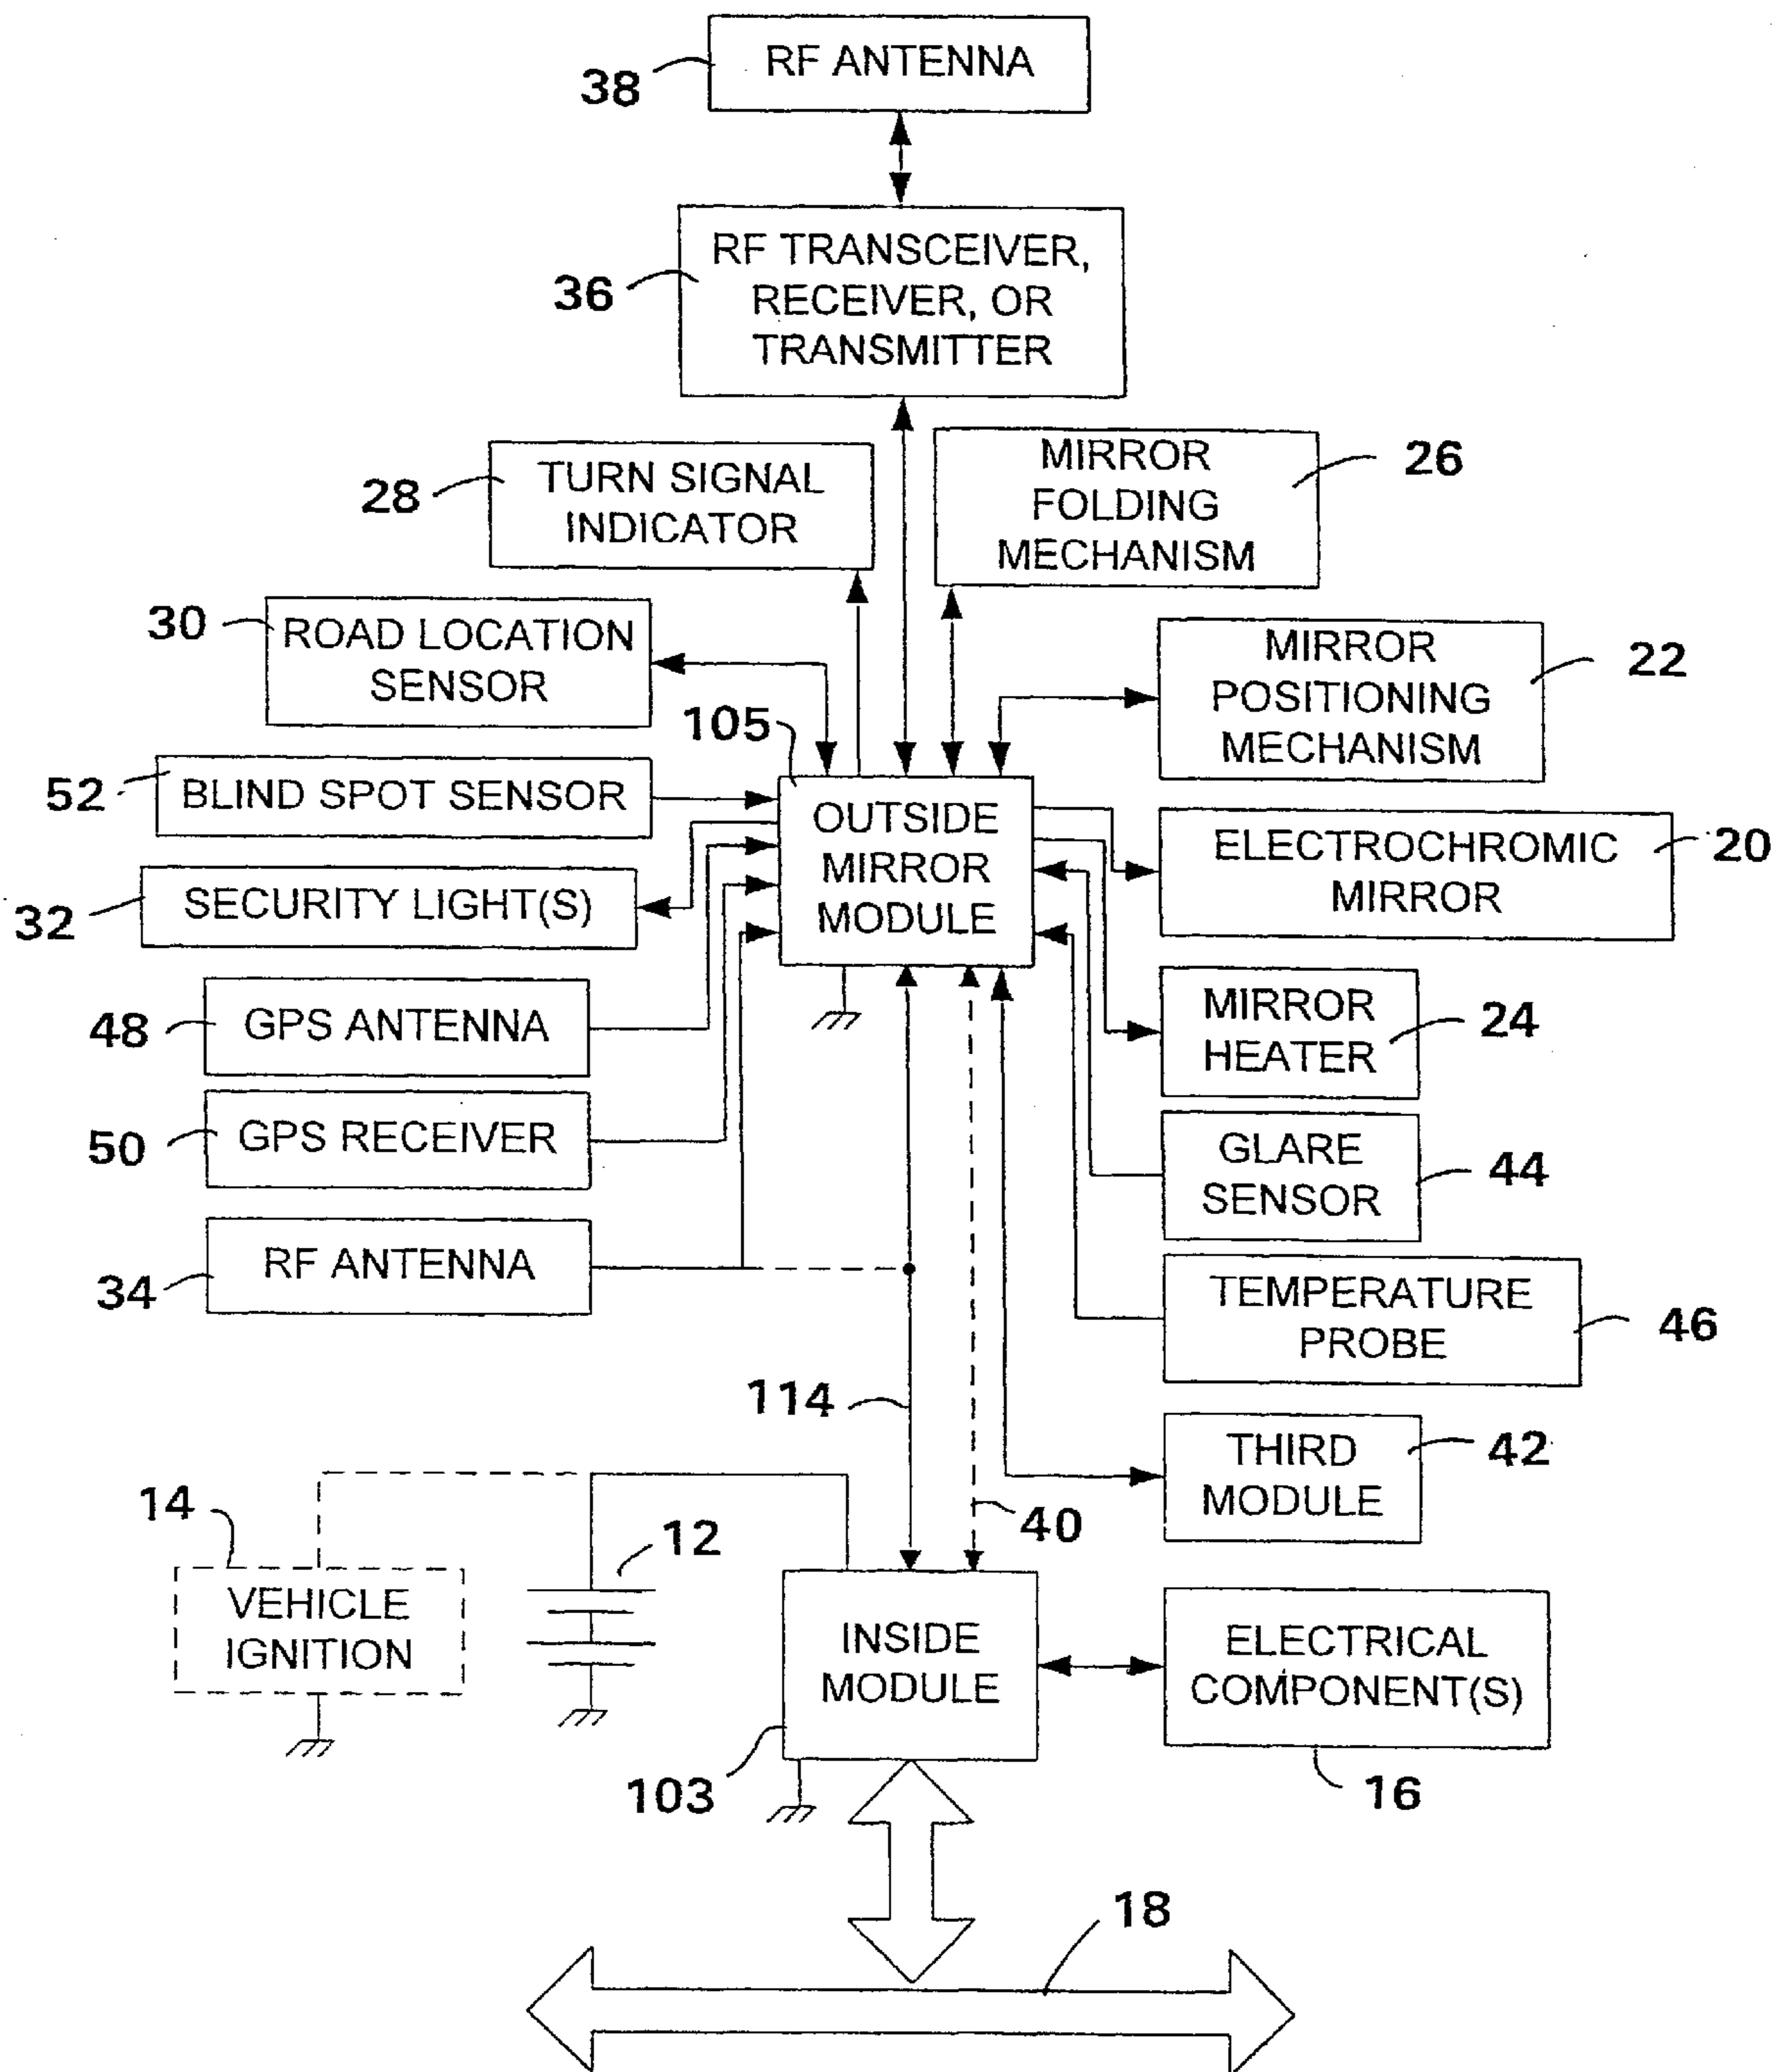 RF ANTENNA
38
RF TRANSCEIVER,
RECEIVER, OR
TRANSMITTER
36
TURN SIGNAL
INDICATOR
28
MIRROR
FOLDING
MECHANISM
26
30
ROAD LOCATION
SENSOR
MIRROR
POSITIONING
MECHANISM
22
105
52
BLIND SPOT SENSOR
OUTSIDE
MIRROR
MODULE
ELECTROCHROMIC
MIRROR
20
32
SECURITY LIGHT(S)
48
GPS ANTENNA
MIRROR
HEATER
24
50
GPS RECEIVER
GLARE
SENSOR
44
34
RF ANTENNA
TEMPERATURE
PROBE
46
114
THIRD
MODULE
42
40
14
12
VEHICLE
IGNITION
INSIDE
MODULE
ELECTRICAL
COMPONENT(S)
103
16
18